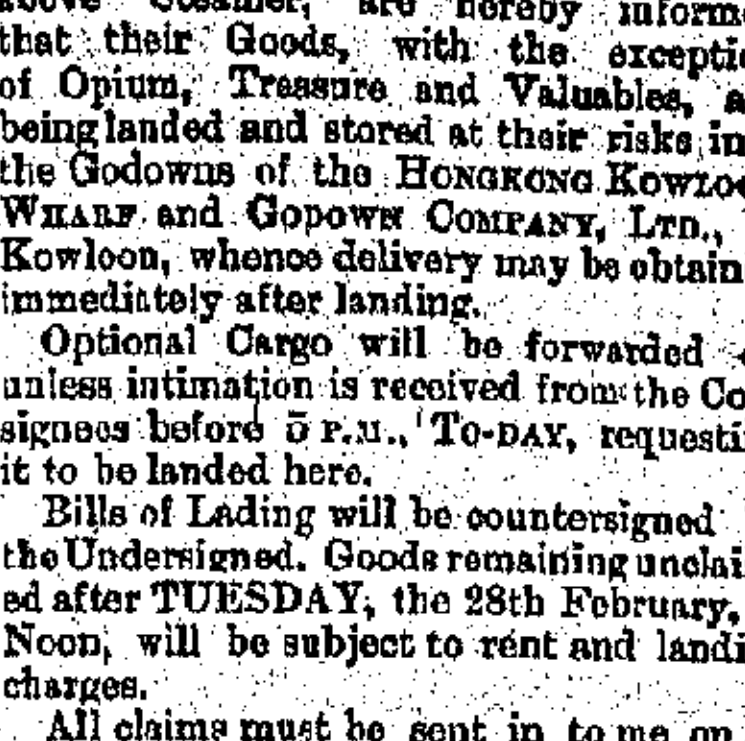 above Steamer, are hereby inform
that their Goods, with the excepti
of Opium, Treasure and Valuables, a
being landed and stored at their risks in
the Godowns of the HONGKONG KOWLOO
WHARF and GODOWN COMPANY, LTD.,
Kowloon, whence delivery may be obtain
immediately after landing.
Optional Cargo will be forwarded
unless intimation is received from the Co
signees before 5 P.M., TO-DAY, requesti
it to be landed here.
Bills of Lading will be countersigned
the Undersigned. Goods remaining unclai
ed after TUESDAY, the 28th February,
Noon, will be subject to rent and landi
charges.
All claims must be sent in to me on